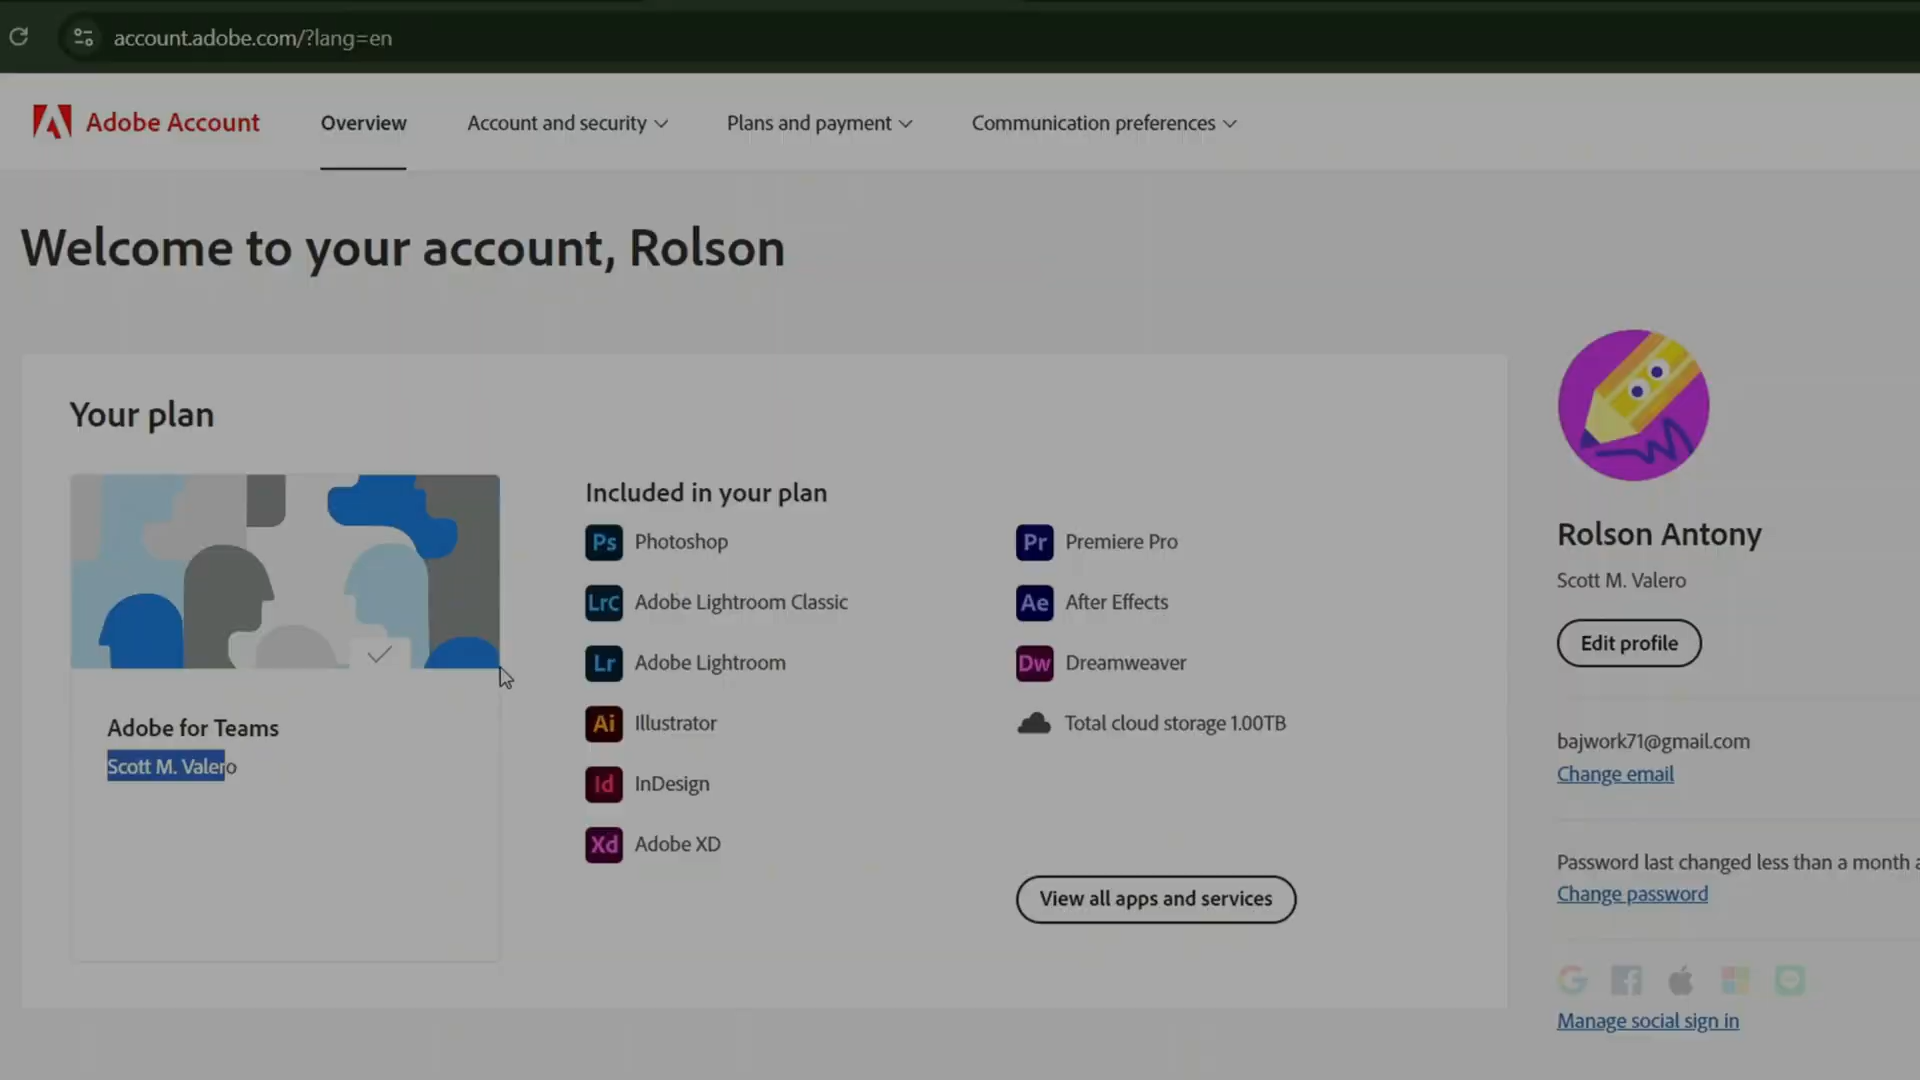 account.adobe.com/?lang=en
Adobe Account
Overview
Account and security
Plans and payment
Communication preferences
Welcome to your account, Rolson
Your plan
Adobe for Teams
Scott M. Valero
Included in your plan
Ps Photoshop
LrC Adobe Lightroom Classic
Lr Adobe Lightroom
Ai Illustrator
Id InDesign
Xd Adobe XD
Pr Premiere Pro
Ae After Effects
Dw Dreamweaver
Total cloud storage 1.00TB
View all apps and services
Rolson Antony
Scott M. Valero
Edit profile
bajwork71@gmail.com
Change email
Password last changed less than a month a
Change password
Manage social sign in